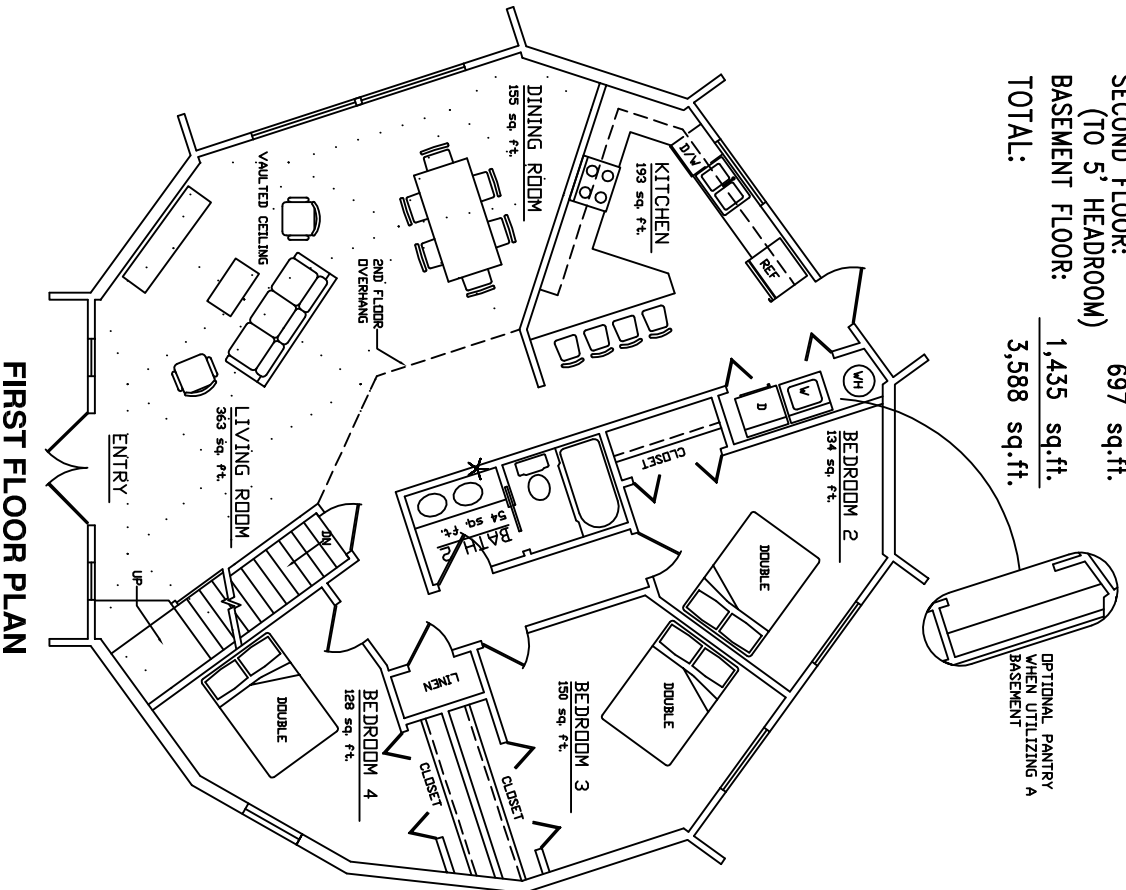 SECOND FLOOR: 697 sq.ft.
(TO 5' HEADROOM)
BASEMENT FLOOR: 1,435 sq.ft.
TOTAL: 3,588 sq.ft.
OPTIONAL PANTRY
WHEN UTILIZING A
BASEMENT
WH
W
D
REF
D/W
KITCHEN
193 sq. ft.
DINING ROOM
155 sq. ft.
BEDROOM 2
134 sq. ft.
CLOSET
DOUBLE
DOUBLE
BEDROOM 3
150 sq. ft.
CLOSET
BATH 2
54 sq. ft.
LINEN
CLOSET
BEDROOM 4
128 sq. ft.
DOUBLE
2ND FLOOR
OVERHANG
VAULTED CEILING
LIVING ROOM
363 sq. ft.
DN
UP
ENTRY
FIRST FLOOR PLAN